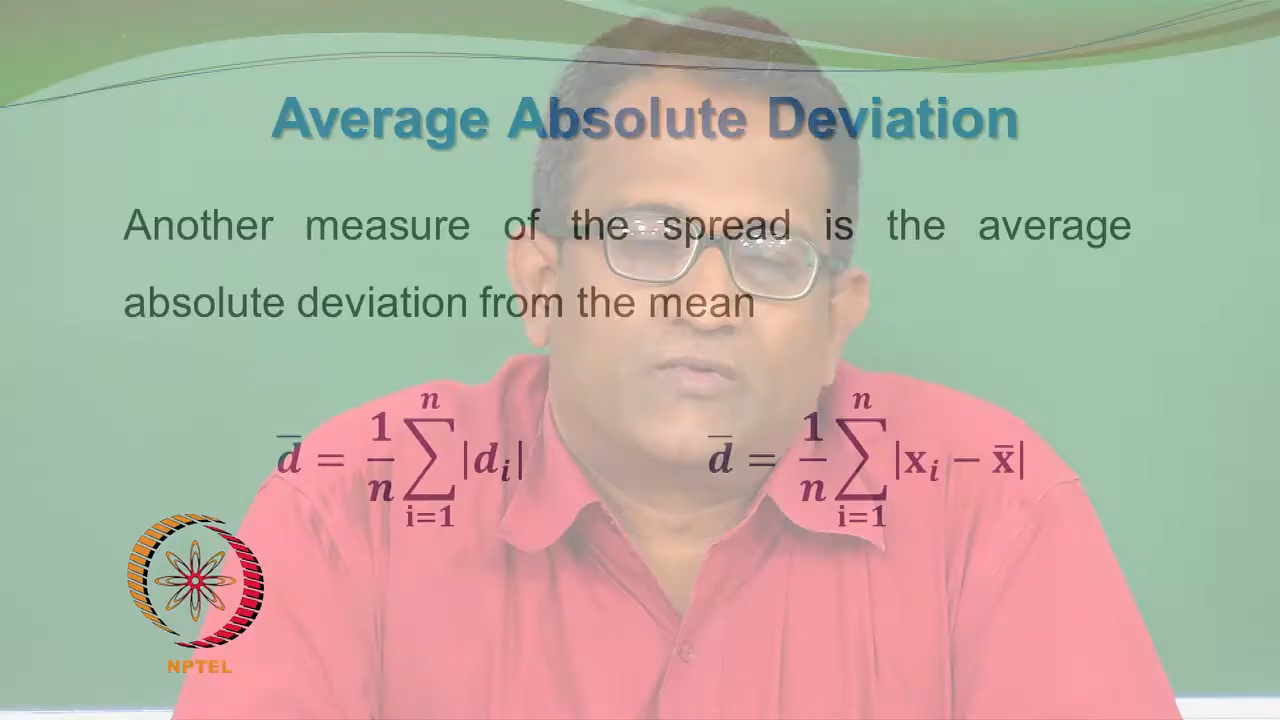 Average Absolute Deviation
Another measure of the spread is the average
absolute deviation from the mean
d̅ = 1/n ∑_{i=1}^{n} |d_i|    d̅ = 1/n ∑_{i=1}^{n} |x_i − x̅|
NPTEL